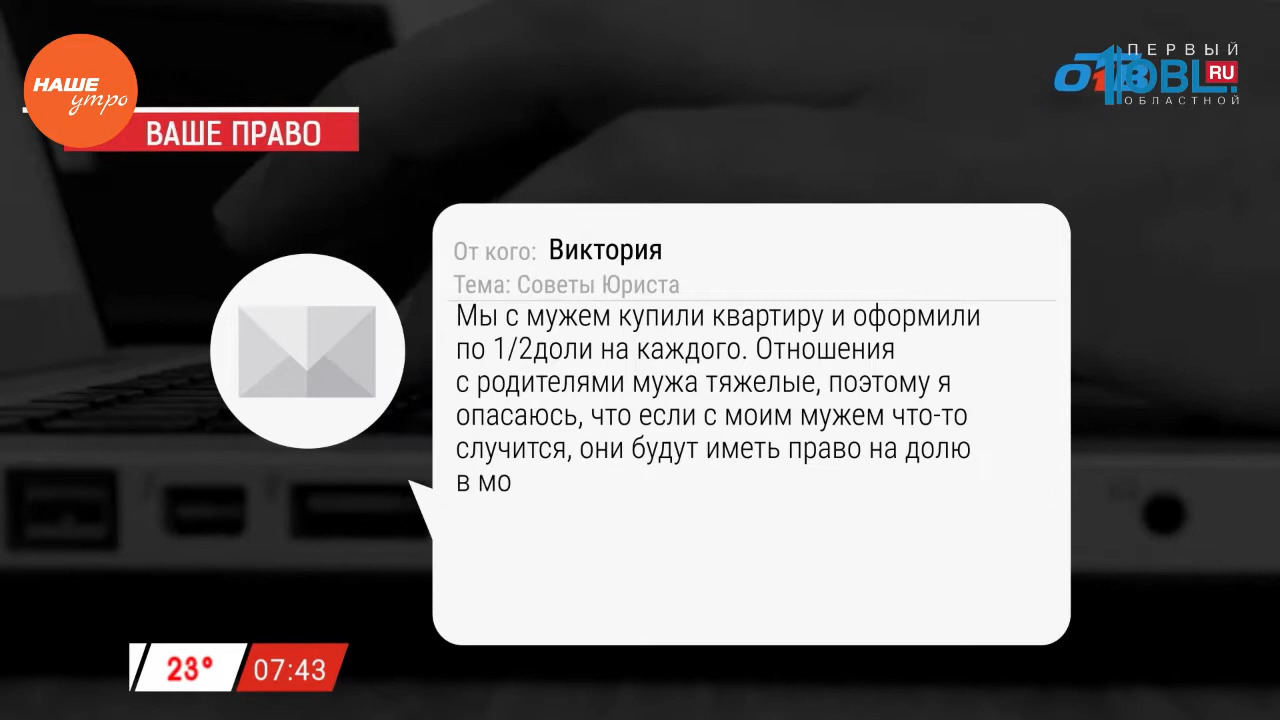 НАШЕ
утро
ВАШЕ ПРАВО
ПЕРВЫЙ
OBL.RU
ОБЛАСТНОЙ
От кого: Виктория
Тема: Советы Юриста
Мы с мужем купили квартиру и оформили
по 1/2доли на каждого. Отношения
с родителями мужа тяжелые, поэтому я
опасаюсь, что если с моим мужем что-то
случится, они будут иметь право на долю
в мо
23°
07:43